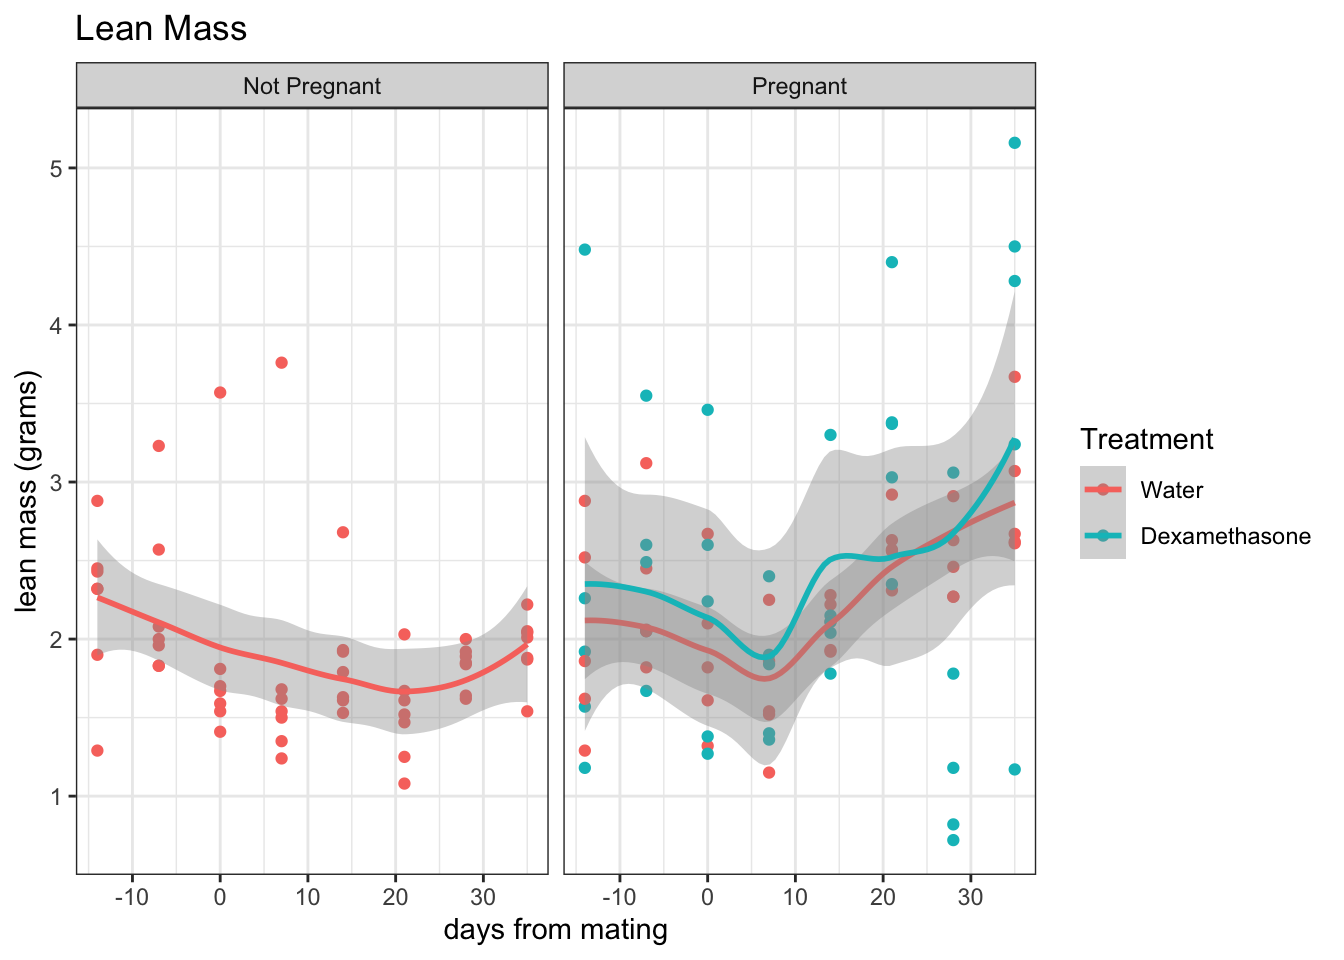 Lean Mass
Not Pregnant
Pregnant
5
4
3
2
1
lean mass (grams)
-10 0 10 20 30
-10 0 10 20 30
days from mating
Treatment
Water
Dexamethasone